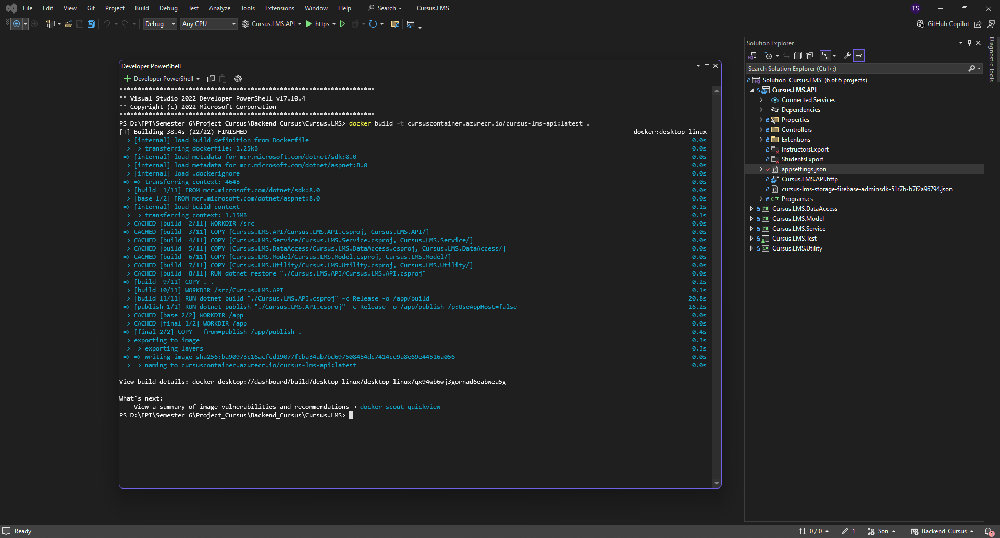 File Edit View Git Project Build Debug Test Analyze Tools Extensions Window Help Search Cursus.LMS TS
Debug Any CPU Cursus.LMS.API https GitHub Copilot
Developer PowerShell
Developer PowerShell
**********************************************************************
** Visual Studio 2022 Developer PowerShell v17.10.4
** Copyright (c) 2022 Microsoft Corporation
**********************************************************************
PS D:\FPT\Semester 6\Project_Cursus\Backend_Cursus\Cursus.LMS> docker build -t cursuscontainer.azurecr.io/cursus-lms-api:latest .
[+] Building 38.4s (22/22) FINISHED docker:desktop-linux
=> [internal] load build definition from Dockerfile 0.0s
=> => transferring dockerfile: 1.25kB 0.0s
=> [internal] load metadata for mcr.microsoft.com/dotnet/sdk:8.0 0.0s
=> [internal] load metadata for mcr.microsoft.com/dotnet/aspnet:8.0 0.0s
=> [internal] load .dockerignore 0.0s
=> => transferring context: 464B 0.0s
=> [build  1/11] FROM mcr.microsoft.com/dotnet/sdk:8.0 0.0s
=> [base 1/2] FROM mcr.microsoft.com/dotnet/aspnet:8.0 0.0s
=> [internal] load build context 0.1s
=> => transferring context: 1.15MB 0.1s
=> CACHED [build  2/11] WORKDIR /src 0.0s
=> CACHED [build  3/11] COPY [Cursus.LMS.API/Cursus.LMS.API.csproj, Cursus.LMS.API/] 0.0s
=> CACHED [build  4/11] COPY [Cursus.LMS.Service/Cursus.LMS.Service.csproj, Cursus.LMS.Service/] 0.0s
=> CACHED [build  5/11] COPY [Cursus.LMS.DataAccess/Cursus.LMS.DataAccess.csproj, Cursus.LMS.DataAccess/] 0.0s
=> CACHED [build  6/11] COPY [Cursus.LMS.Model/Cursus.LMS.Model.csproj, Cursus.LMS.Model/] 0.0s
=> CACHED [build  7/11] COPY [Cursus.LMS.Utility/Cursus.LMS.Utility.csproj, Cursus.LMS.Utility/] 0.0s
=> CACHED [build  8/11] RUN dotnet restore "./Cursus.LMS.API/Cursus.LMS.API.csproj" 0.0s
=> [build  9/11] COPY . . 0.2s
=> [build 10/11] WORKDIR /src/Cursus.LMS.API 0.1s
=> [build 11/11] RUN dotnet build "./Cursus.LMS.API.csproj" -c Release -o /app/build 20.8s
=> [publish 1/1] RUN dotnet publish "./Cursus.LMS.API.csproj" -c Release -o /app/publish /p:UseAppHost=false 16.2s
=> CACHED [base 2/2] WORKDIR /app 0.0s
=> CACHED [final 1/2] WORKDIR /app 0.0s
=> [final 2/2] COPY --from=publish /app/publish . 0.4s
=> exporting to image 0.3s
=> => exporting layers 0.3s
=> => writing image sha256:ba90973c16acfcd19077fcba34ab7bd697508454dc7414ce9a8e69e44516a056 0.0s
=> => naming to cursuscontainer.azurecr.io/cursus-lms-api:latest 0.0s
View build details: docker-desktop://dashboard/build/desktop-linux/desktop-linux/qx94wb6wj3gornad6eabwea5g
What's next:
View a summary of image vulnerabilities and recommendations → docker scout quickview
PS D:\FPT\Semester 6\Project_Cursus\Backend_Cursus\Cursus.LMS>
Solution Explorer
Search Solution Explorer (Ctrl+;)
Solution 'Cursus.LMS' (6 of 6 projects)
Cursus.LMS.API
Connected Services
Dependencies
Properties
Controllers
Extentions
InstructorsExport
StudentsExport
appsettings.json
Cursus.LMS.API.http
cursus-lms-storage-firebase-adminsdk-51r7b-b7f2a96794.json
C# Program.cs
C# Cursus.LMS.DataAccess
C# Cursus.LMS.Model
C# Cursus.LMS.Service
Cursus.LMS.Test
C# Cursus.LMS.Utility
Diagnostic Tools
Ready 0 / 0 1 Son Backend_Cursus 1